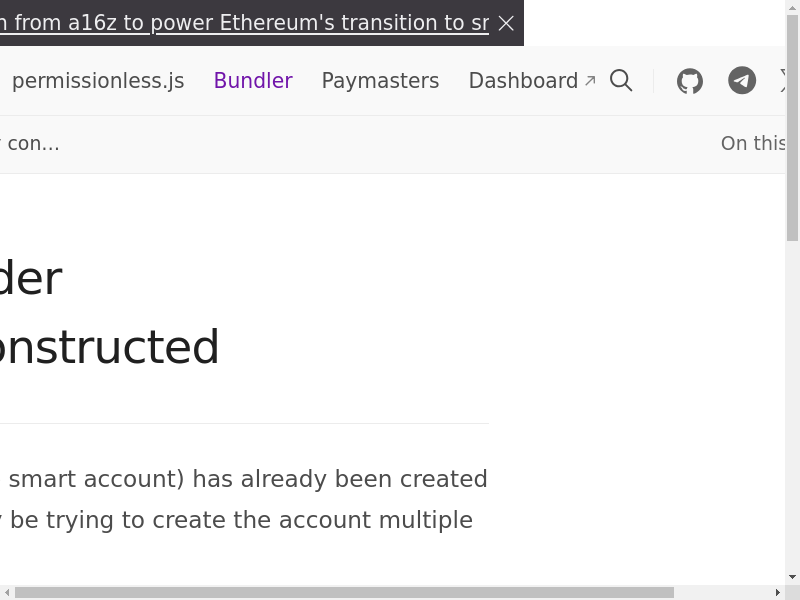 from a16z to power Ethereum's transition to
permissionless.js Bundler Paymasters Dashboard
con…
On this
der
onstructed
smart account) has already been created
be trying to create the account multiple